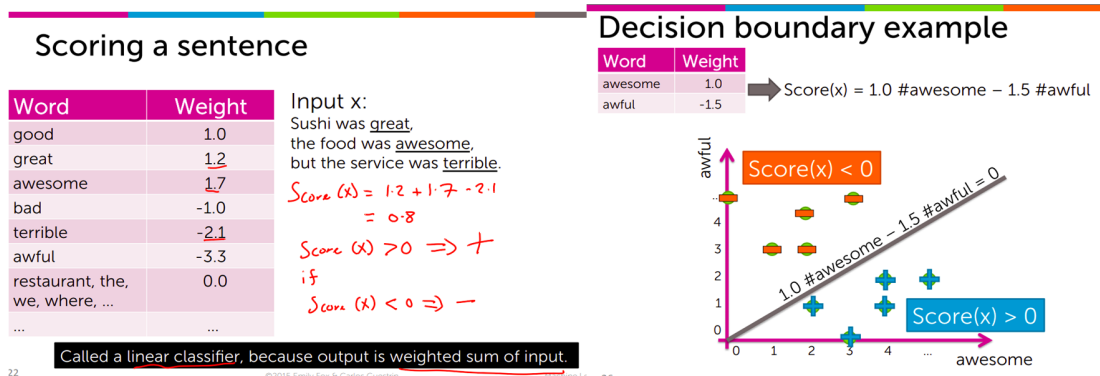 Scoring a sentence
Word Weight
good 1.0
great 1.2
awesome 1.7
bad -1.0
terrible -2.1
awful -3.3
restaurant, the, 0.0
we, where, ...
... ...
Input x:
Sushi was great,
the food was awesome,
but the service was terrible.
Score (x) = 1.2 + 1.7 - 2.1
= 0.8
Score (x) > 0 => +
if
Score (x) < 0 => -
Called a linear classifier, because output is weighted sum of input.
22
Decision boundary example
Word Weight
awesome 1.0
awful -1.5
Score(x) = 1.0 #awesome – 1.5 #awful
awful
Score(x) < 0
1.0 #awesome – 1.5 #awful = 0
...
4
3
2
1
0
Score(x) > 0
0 1 2 3 4 ...
awesome